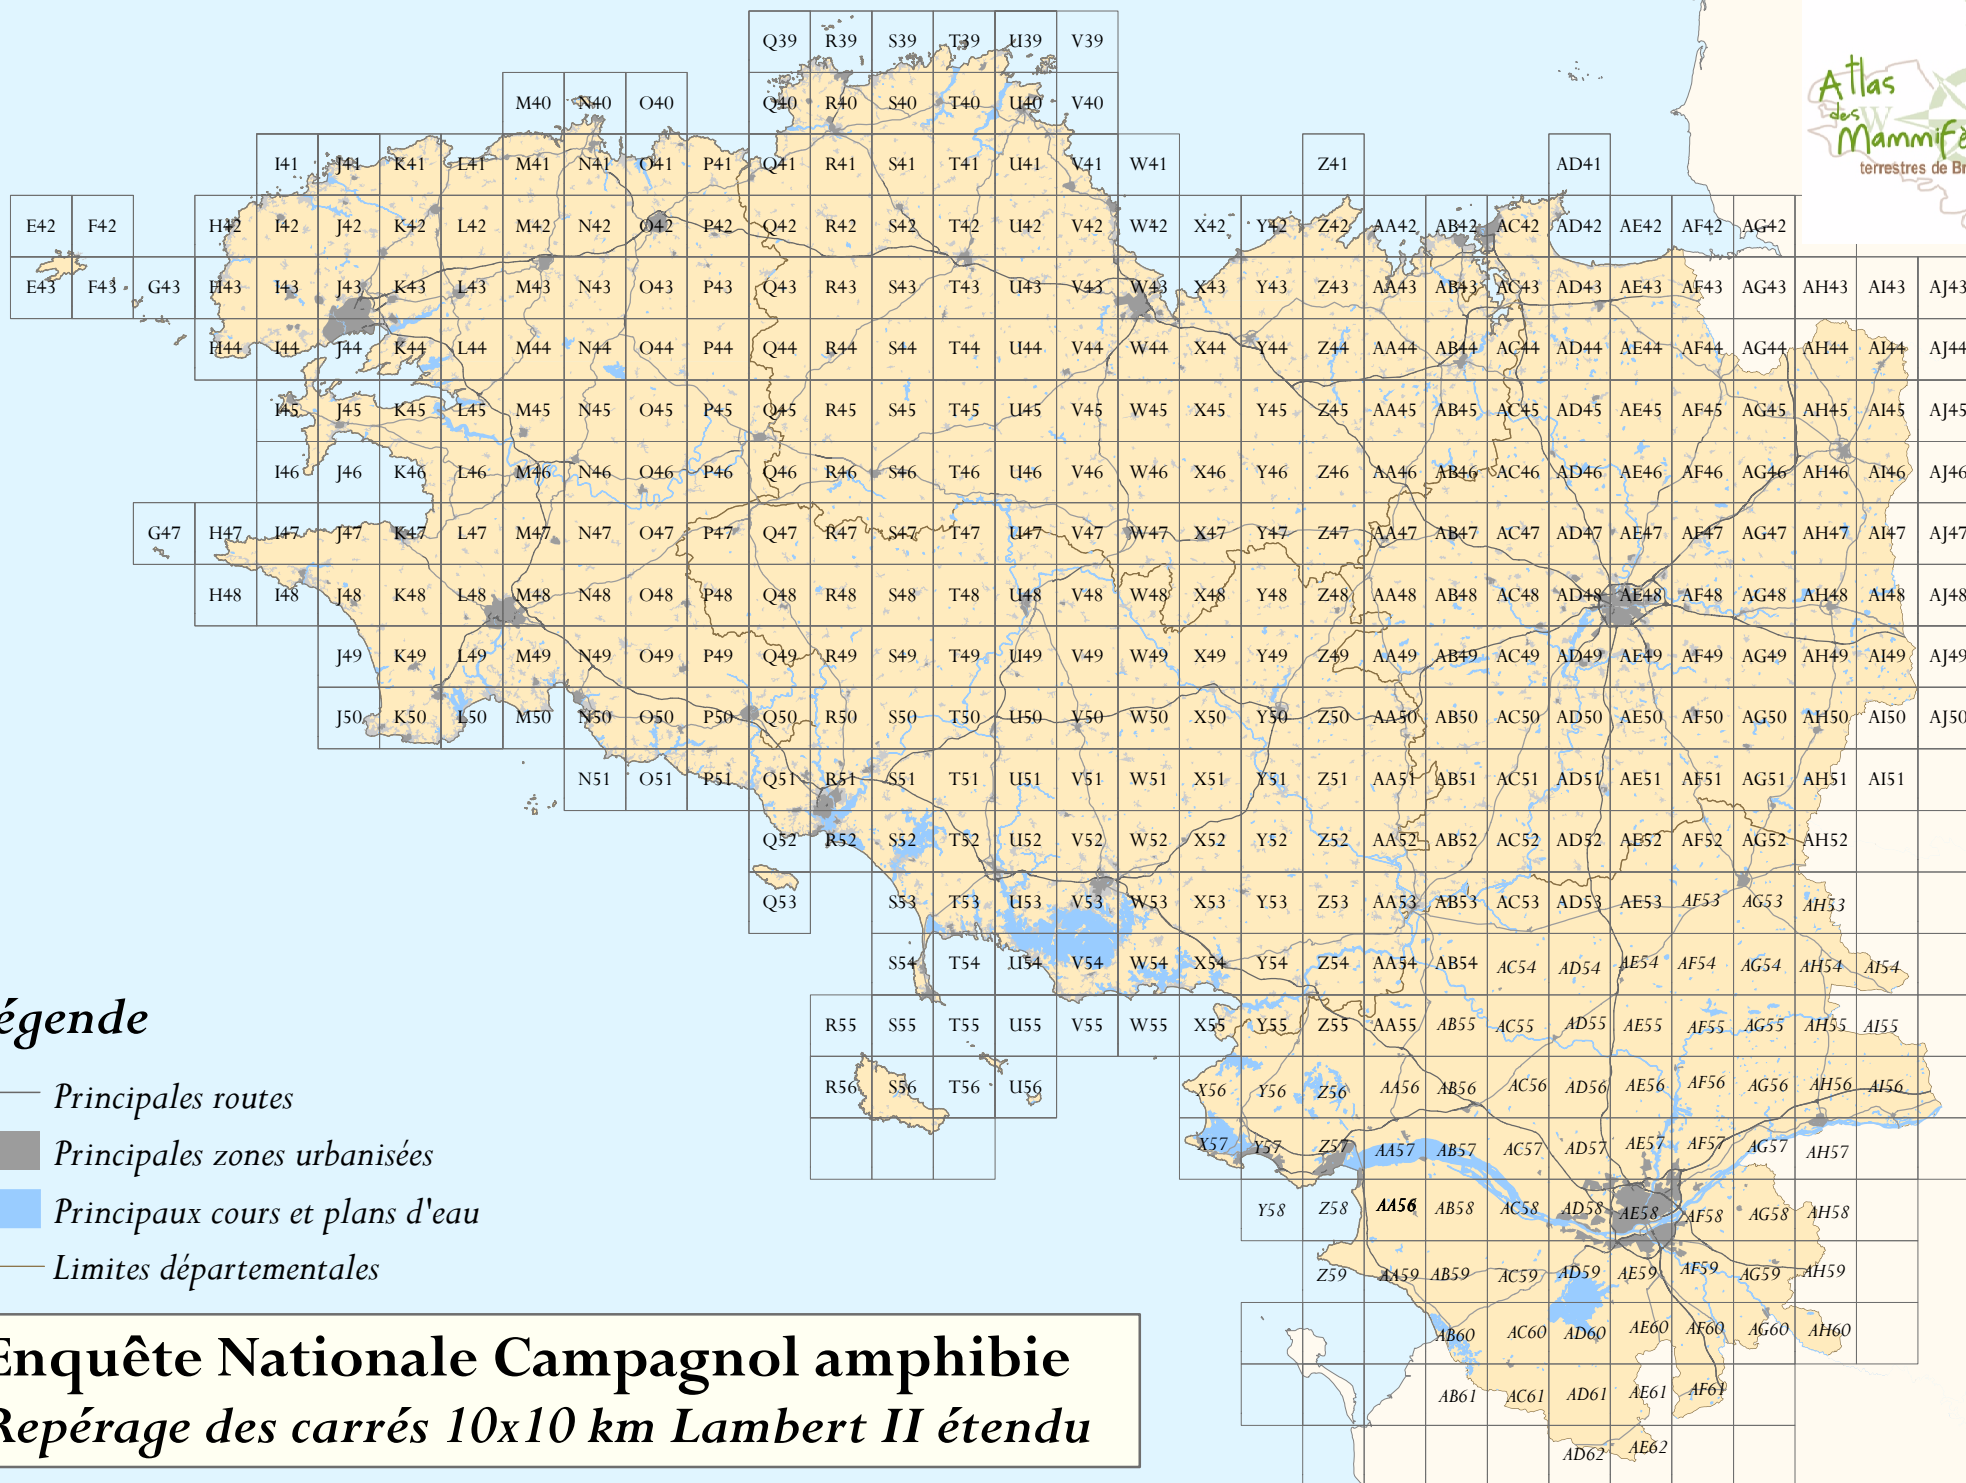 Q39 R39 S39 T39 U39 V39
M40 N40 O40 Q40 R40 S40 T40 U40 V40
Atlas
des
terrestres de
I41 J41 K41 L41 M41 N41 O41 P41 Q41 R41 S41 T41 U41 V41 W41 Z41 AD41
E42 F42 H42 I42 J42 K42 L42 M42 N42 O42 P42 Q42 R42 S42 T42 U42 V42 W42 X42 Y42 Z42 AA42 AB42 AC42 AD42 AE42 AF42 AG42
E43 F43 G43 H43 I43 J43 K43 L43 M43 N43 O43 P43 Q43 R43 S43 T43 U43 V43 W43 X43 Y43 Z43 AA43 AB43 AC43 AD43 AE43 AF43 AG43 AH43 AI43 AJ43
H44 I44 J44 K44 L44 M44 N44 O44 P44 Q44 R44 S44 T44 U44 V44 W44 X44 Y44 Z44 AA44 AB44 AC44 AD44 AE44 AF44 AG44 AH44 AI44 AJ44
I45 J45 K45 L45 M45 N45 O45 P45 Q45 R45 S45 T45 U45 V45 W45 X45 Y45 Z45 AA45 AB45 AC45 AD45 AE45 AF45 AG45 AH45 AI45 AJ45
I46 J46 K46 L46 M46 N46 O46 P46 Q46 R46 S46 T46 U46 V46 W46 X46 Y46 Z46 AA46 AB46 AC46 AD46 AE46 AF46 AG46 AH46 AI46 AJ46
G47 H47 I47 J47 K47 L47 M47 N47 O47 P47 Q47 R47 S47 T47 U47 V47 W47 X47 Y47 Z47 AA47 AB47 AC47 AD47 AE47 AF47 AG47 AH47 AI47 AJ47
H48 I48 J48 K48 L48 M48 N48 O48 P48 Q48 R48 S48 T48 U48 V48 W48 X48 Y48 Z48 AA48 AB48 AC48 AD48 AE48 AF48 AG48 AH48 AI48 AJ48
J49 K49 L49 M49 N49 O49 P49 Q49 R49 S49 T49 U49 V49 W49 X49 Y49 Z49 AA49 AB49 AC49 AD49 AE49 AF49 AG49 AH49 AI49 AJ49
J50 K50 L50 M50 N50 O50 P50 Q50 R50 S50 T50 U50 V50 W50 X50 Y50 Z50 AA50 AB50 AC50 AD50 AE50 AF50 AG50 AH50 AI50 AJ50
N51 O51 P51 Q51 R51 S51 T51 U51 V51 W51 X51 Y51 Z51 AA51 AB51 AC51 AD51 AE51 AF51 AG51 AH51 AI51
Q52 R52 S52 T52 U52 V52 W52 X52 Y52 Z52 AA52 AB52 AC52 AD52 AE52 AF52 AG52 AH52
Q53 S53 T53 U53 V53 W53 X53 Y53 Z53 AA53 AB53 AC53 AD53 AE53 AF53 AG53 AH53
S54 T54 U54 V54 W54 X54 Y54 Z54 AA54 AB54 AC54 AD54 AE54 AF54 AG54 AH54 AI54
R55 S55 T55 U55 V55 W55 X55 Y55 Z55 AA55 AB55 AC55 AD55 AE55 AF55 AG55 AH55 AI55
R56 S56 T56 U56 X56 Y56 Z56 AA56 AB56 AC56 AD56 AE56 AF56 AG56 AH56 AI56
X57 Y57 Z57 AA57 AB57 AC57 AD57 AE57 AF57 AG57 AH57
Y58 Z58 AA56 AB58 AC58 AD58 AE58 AF58 AG58 AH58
Z59 AA59 AB59 AC59 AD59 AE59 AF59 AG59 AH59
AB60 AC60 AD60 AE60 AF60 AG60 AH60
AB61 AC61 AD61 AE61 AF61
AD62 AE62
égende
Principales routes
Principales zones urbanisées
Principaux cours et plans d'eau
Limites départementales
Enquête Nationale Campagnol amphibie
Repérage des carrés 10x10 km Lambert II étendu